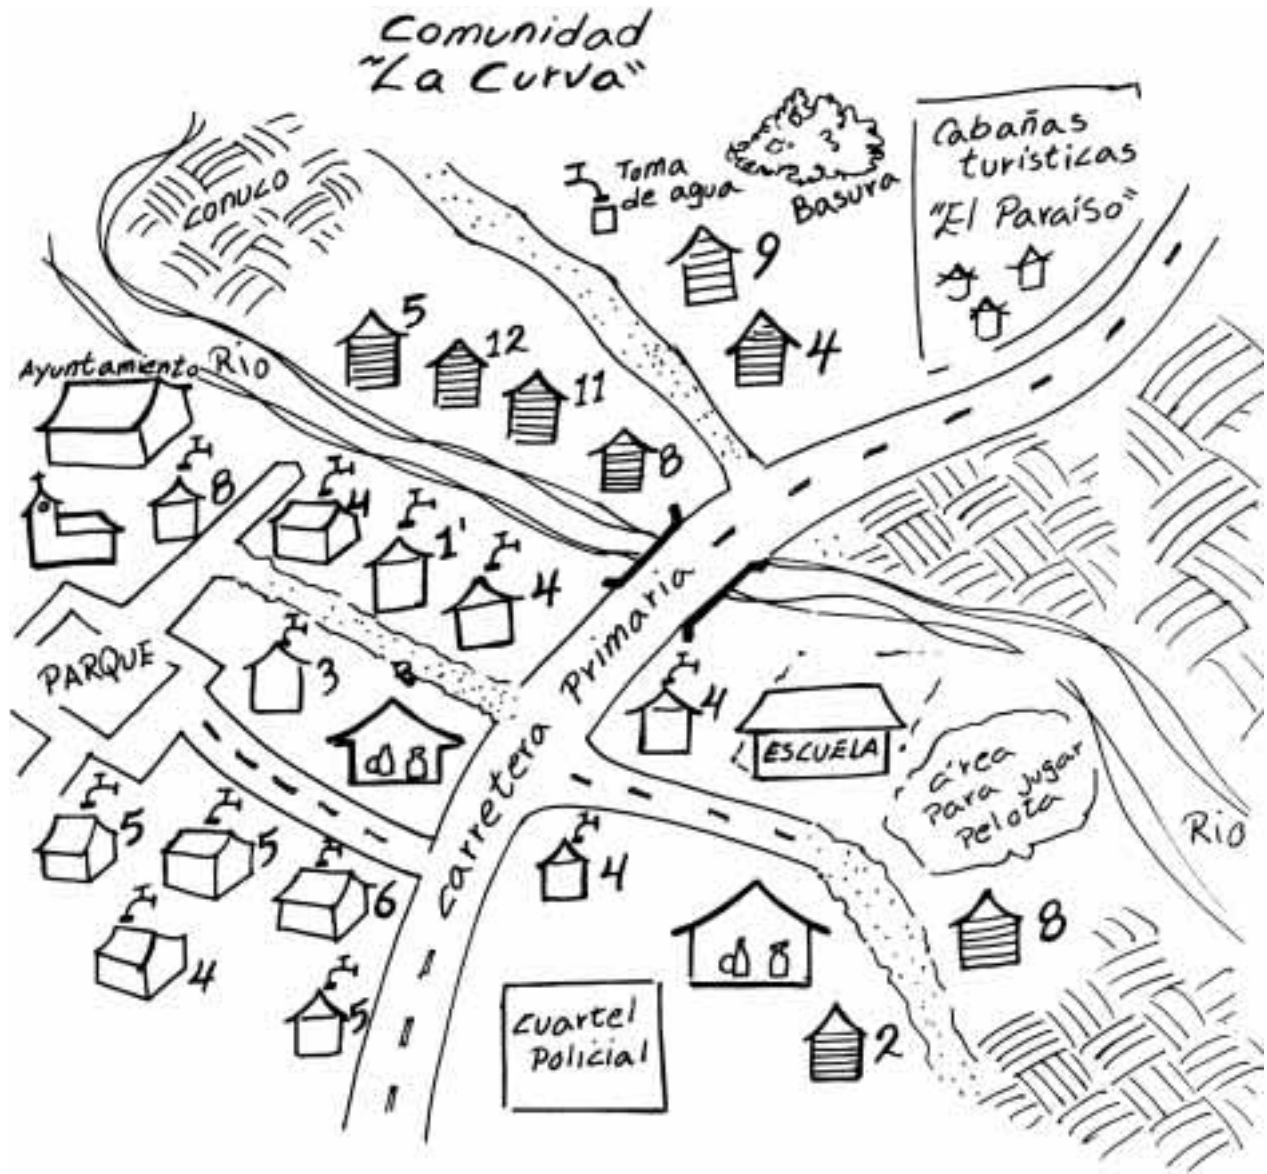 Comunidad
"La Curva"
Cabañas
turísticas
"El Paraíso"
Toma
de agua
Basura
CONUCO
9
5
12
4
11
Ayuntamiento
Río
8
8
4
1
4
Primaria
PARQUE
3
4
ESCUELA
área
para jugar
pelota
Río
Carretera
5
5
4
6
4
8
5
Cuartel
Policial
2